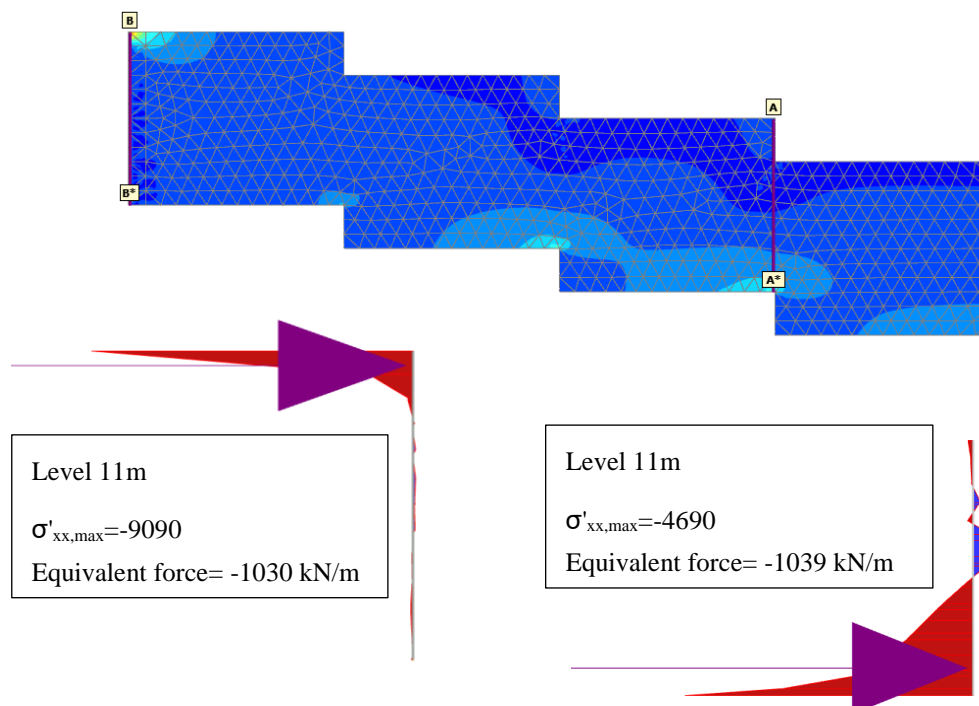 B
A
B*
A*
Level 11m
σ'xx,max=-9090
Equivalent force= -1030 kN/m
Level 11m
σ'xx,max=-4690
Equivalent force= -1039 kN/m